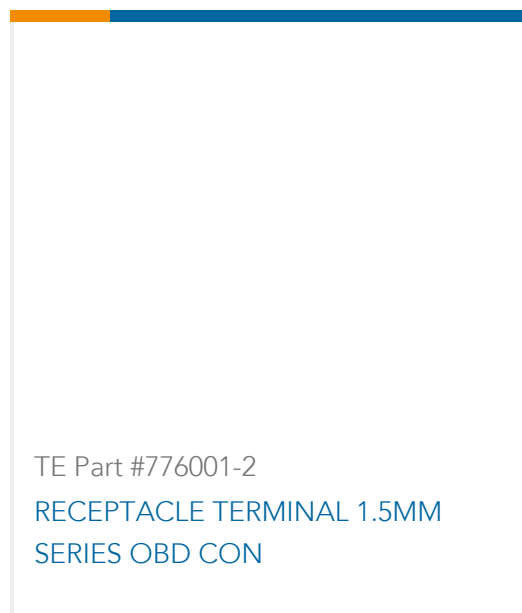 TE Part #776001-2
RECEPTACLE TERMINAL 1.5MM
SERIES OBD CON